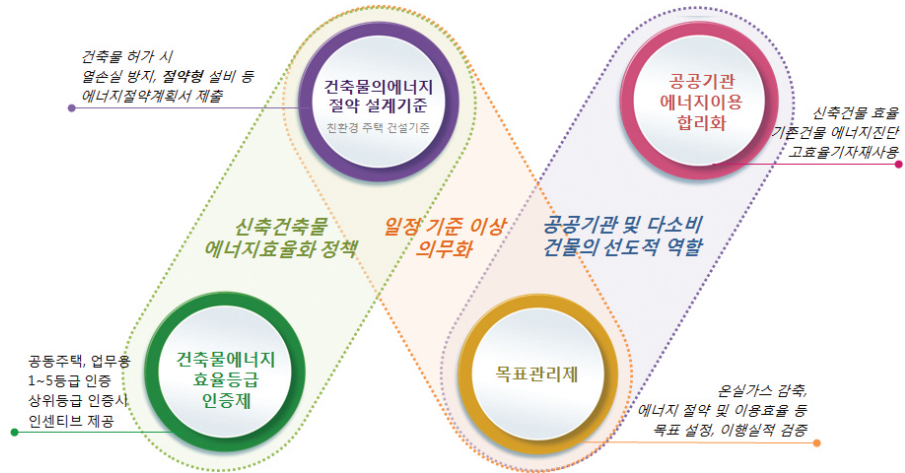 건축물 허가 시
열손실 방지, 절약형 설비 등
에너지절약계획서 제출
건축물의에너지
절약 설계기준
친환경 주택 건설기준
공공기관
에너지이용
합리화
신축건물 효율
기존건물 에너지진단
고효율기자재사용
신축건축물
에너지효율화 정책
일정 기준 이상
의무화
공공기관 및 다소비
건물의 선도적 역할
공동주택, 업무용
1~5등급 인증
상위등급 인증시
인센티브 제공
건축물에너지
효율등급
인증제
목표관리제
온실가스 감축,
에너지 절약 및 이용효율 등
목표 설정, 이행실적 검증